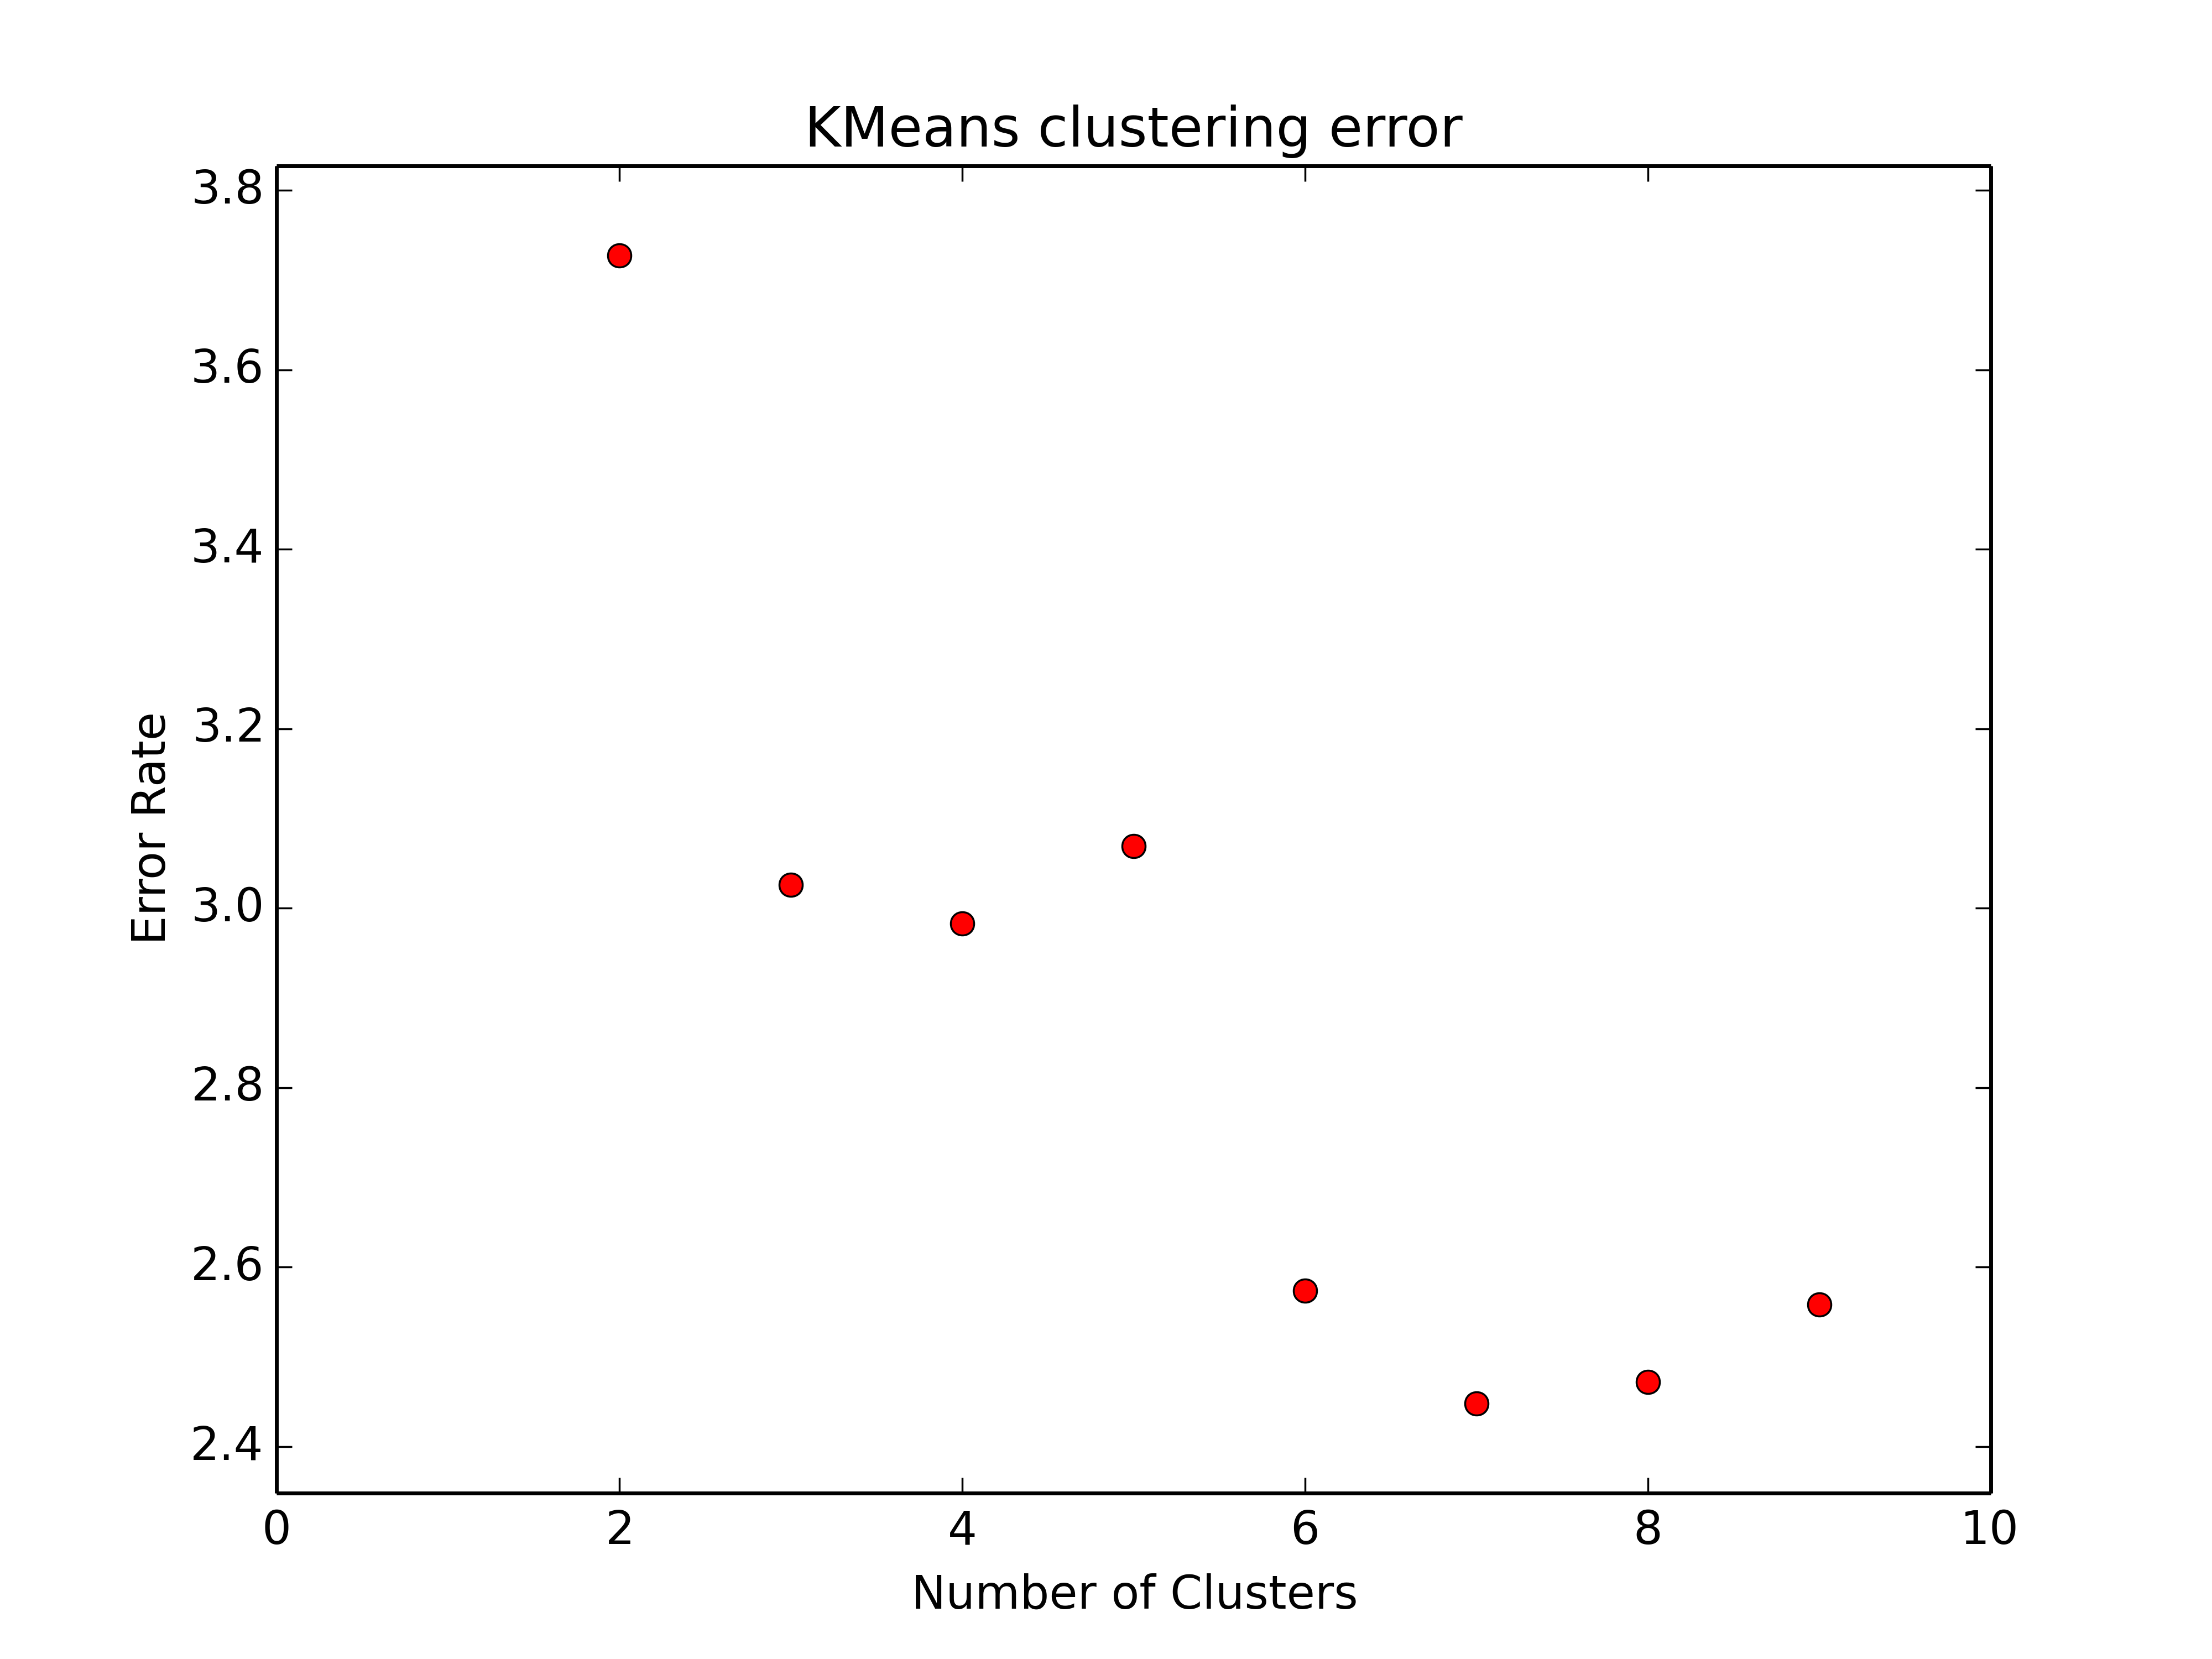 KMeans clustering error
3.8
3.6
3.4
3.2
3.0
2.8
2.6
2.4
Error Rate
0 2 4 6 8 10
Number of Clusters